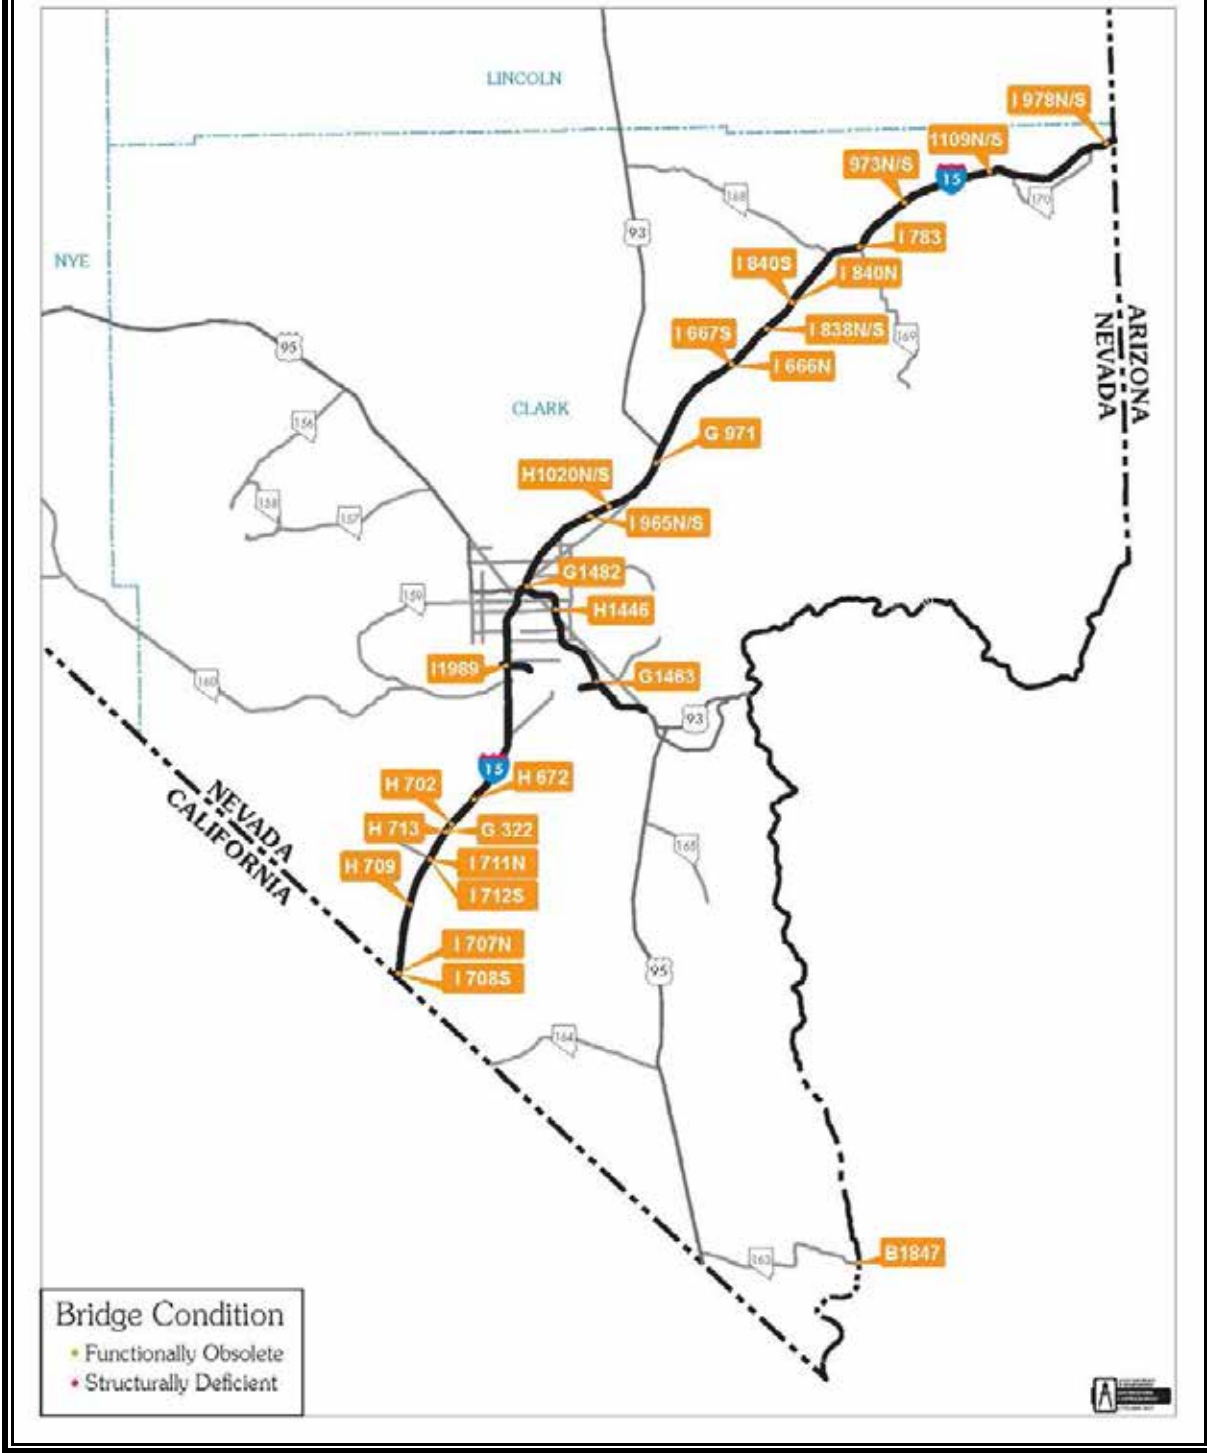 LINCOLN
I 978N/S
1109N/S
973N/S
15
168
170
93
I 783
NYE
I 840S
I 840N
I 667S
I 838N/S
169
ARIZONA
NEVADA
95
I 666N
CLARK
156
G 971
H1020N/S
158
157
I 965N/S
G1482
159
H1446
I1989
G1463
160
93
15
H 672
H 702
NEVADA
CALIFORNIA
H 713
G 322
165
H 709
I 711N
I 712S
I 707N
95
I 708S
164
B1847
163
Bridge Condition
Functionally Obsolete
Structurally Deficient